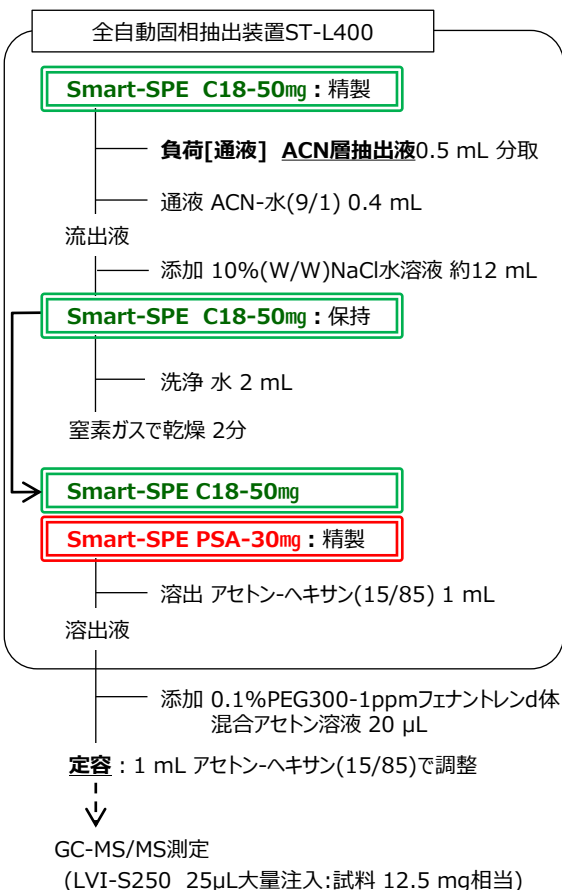 全自動固相抽出装置ST-L400
Smart-SPE C18-50mg：精製
負荷[通液] ACN層抽出液0.5 mL 分取
通液 ACN-水(9/1) 0.4 mL
流出液
添加 10%(W/W)NaCl水溶液 約12 mL
Smart-SPE C18-50mg：保持
洗浄 水 2 mL
窒素ガスで乾燥 2分
Smart-SPE C18-50mg
Smart-SPE PSA-30mg：精製
溶出 アセトン-ヘキサン(15/85) 1 mL
溶出液
添加 0.1%PEG300-1ppmフェナントレンd体
混合アセトン溶液 20 µL
定容：1 mL アセトン-ヘキサン(15/85)で調整
GC-MS/MS測定
(LVI-S250 25µL大量注入:試料 12.5 mg相当)